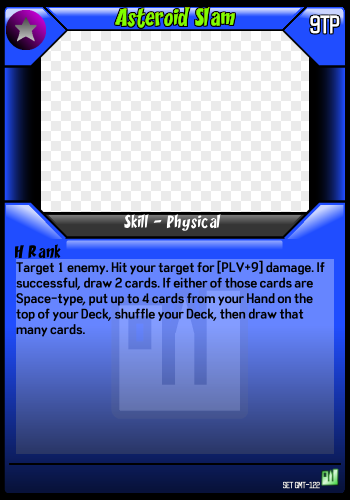 Asteroid Slam
9TP
Skill - Physical
H Rank
Target 1 enemy. Hit your target for [PLV+9] damage. If
successful, draw 2 cards. If either of those cards are
Space-type, put up to 4 cards from your Hand on the
top of your Deck, shuffle your Deck, then draw that
many cards.
SET GMT-122